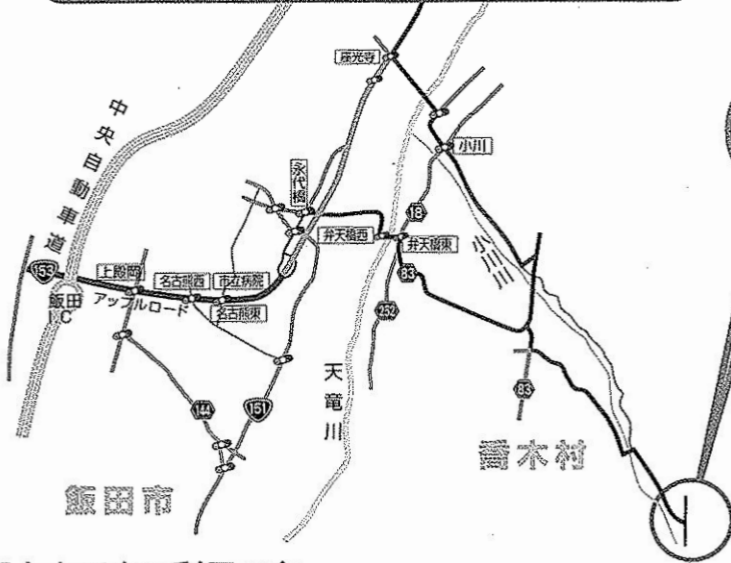 中央自動車道
座光寺
小川
永代橋
18
小川川
弁天橋西
弁天橋東
153
上殿岡
名古熊西
市立病院
83
飯田
IC
アップルロード
名古熊東
252
天竜川
83
144
151
喬木村
飯田市